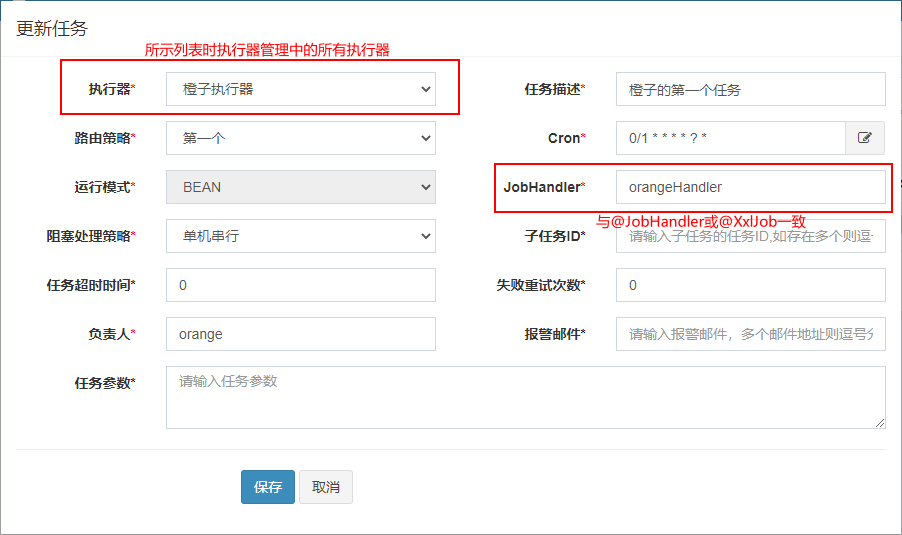 更新任务
所示列表时执行器管理中的所有执行器
执行器* 橙子执行器 任务描述* 橙子的第一个任务
路由策略* 第一个 Cron* 0/1 * * * * ? *
运行模式* BEAN JobHandler* orangeHandler
与@JobHandler或@XxlJob一致
阻塞处理策略* 单机串行 子任务ID* 请输入子任务的任务ID,如存在多个则逗
任务超时时间* 0 失败重试次数* 0
负责人* orange 报警邮件* 请输入报警邮件，多个邮件地址则逗号分
任务参数* 请输入任务参数
保存 取消